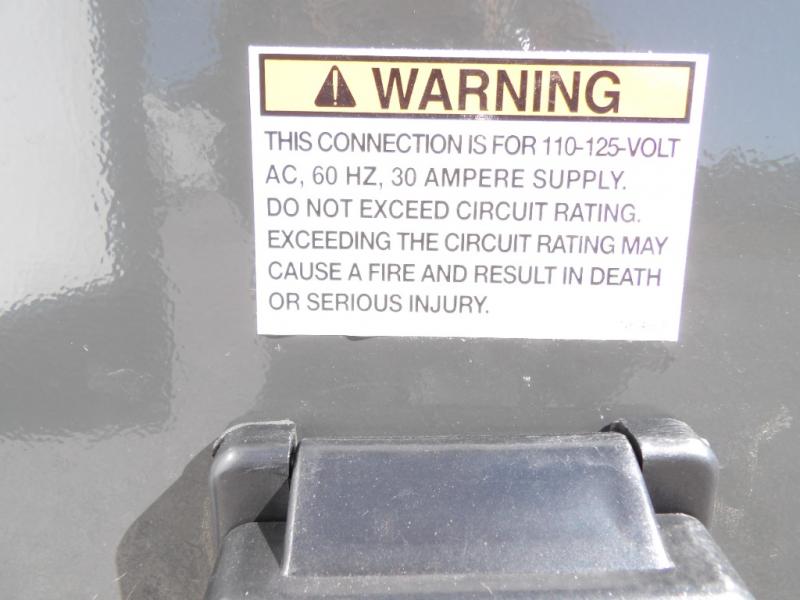 WARNING
THIS CONNECTION IS FOR 110-125-VOLT
AC, 60 HZ, 30 AMPERE SUPPLY.
DO NOT EXCEED CIRCUIT RATING.
EXCEEDING THE CIRCUIT RATING MAY
CAUSE A FIRE AND RESULT IN DEATH
OR SERIOUS INJURY.